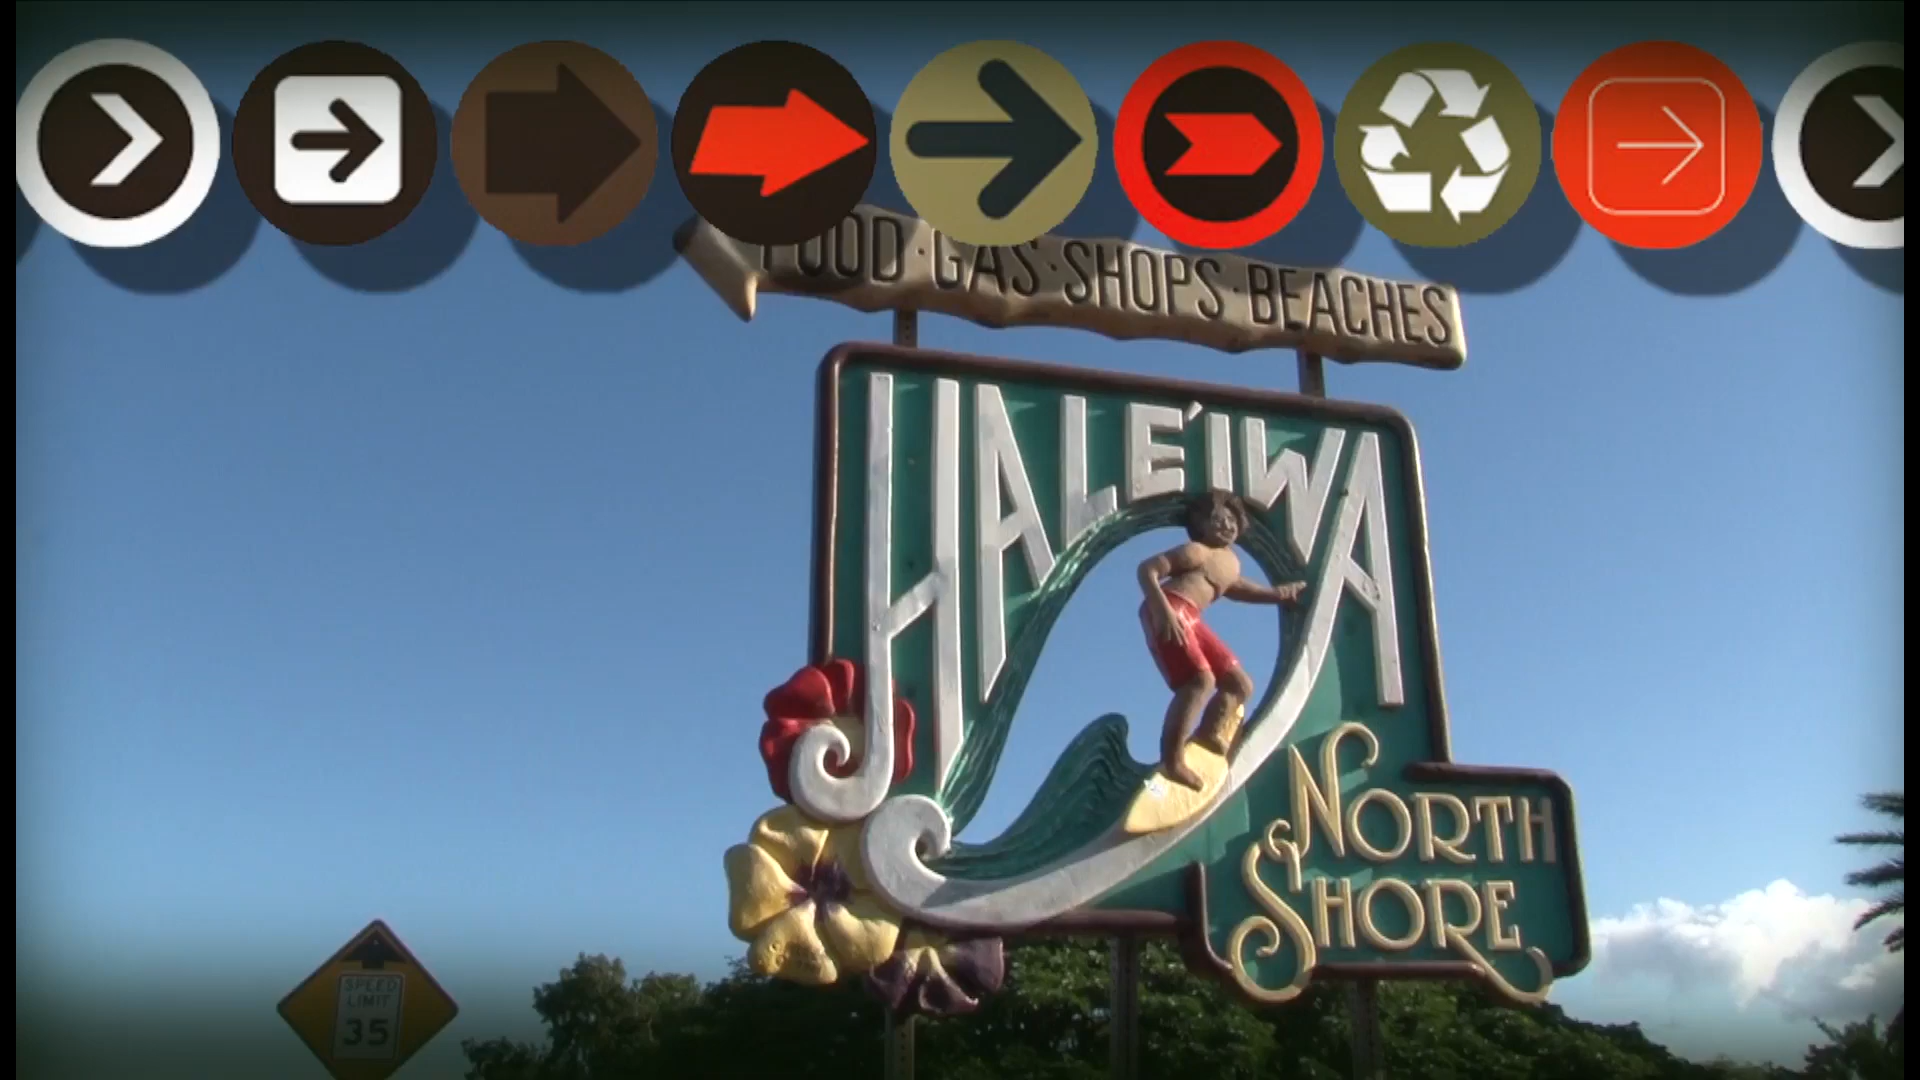 FOOD · GAS · SHOPS · BEACHES
HALE'IWA
NORTH
SHORE
SPEED
LIMIT
35